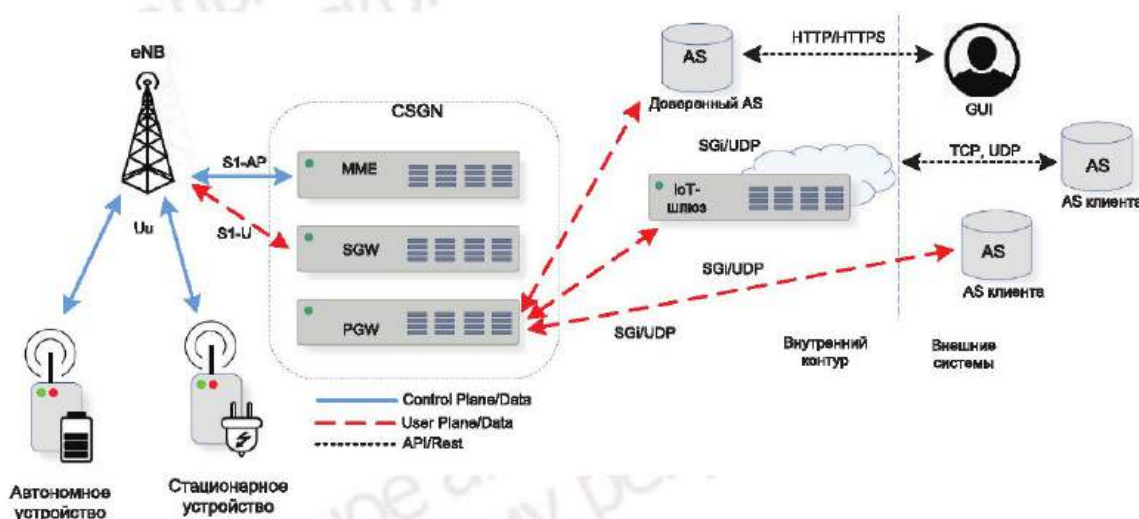 eNB
S1-AP
Uu
S1-U
CSGN
MME
SGW
PGW
AS
Доверенный AS
HTTP/HTTPS
GUI
SGi/UDP
IoT-
шлюз
TCP, UDP
AS
AS клиента
SGi/UDP
AS
AS клиента
SGi/UDP
Внутренний
контур
Внешние
системы
Control Plane/Data
User Plane/Data
API/Rest
Автономное
устройство
Стационарное
устройство